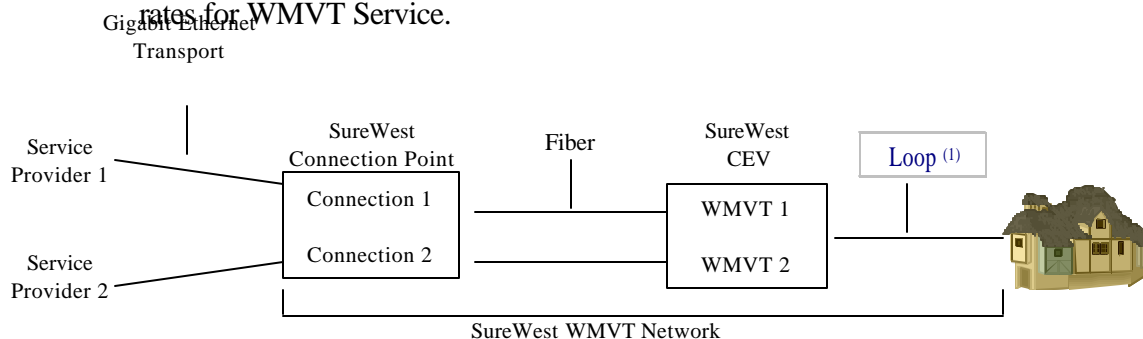 rates for WMVT Service.
Gigabit Ethernet
Transport
Service
Provider 1
SureWest
Connection Point
Fiber
SureWest
CEV
Loop (1)
Connection 1
WMVT 1
Connection 2
WMVT 2
Service
Provider 2
SureWest WMVT Network